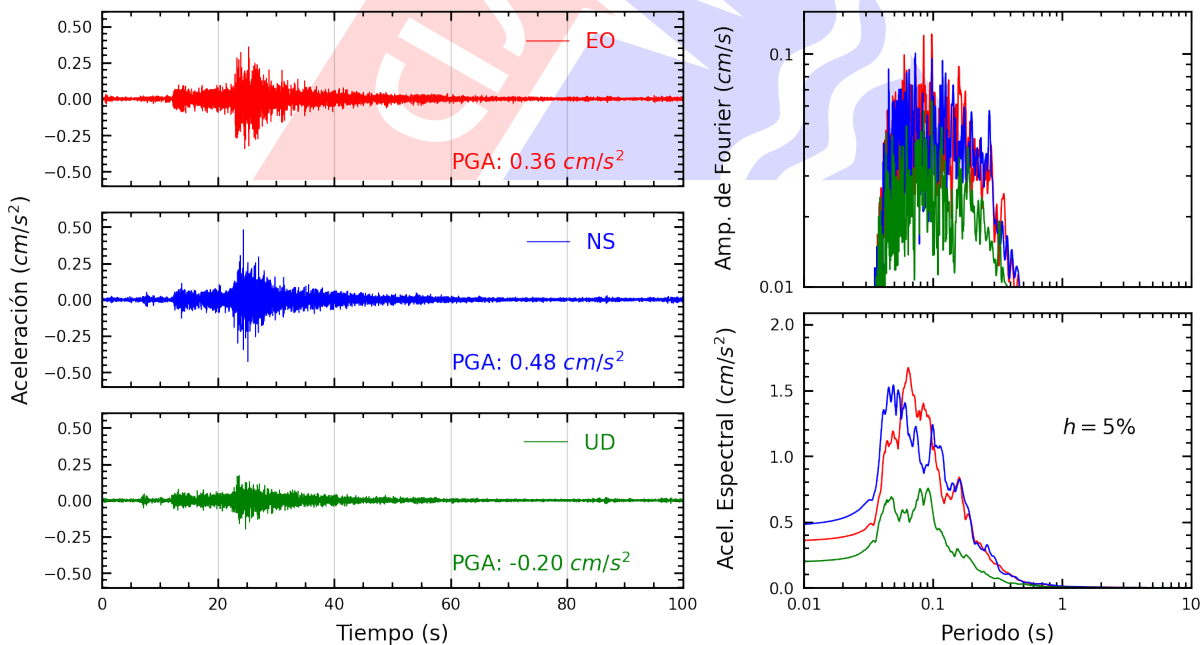 Aceleración (cm/s²)
0.50
0.25
0.00
−0.25
−0.50
EO
PGA: 0.36 cm/s²
0.50
0.25
0.00
−0.25
−0.50
NS
PGA: 0.48 cm/s²
0.50
0.25
0.00
−0.25
−0.50
UD
PGA: -0.20 cm/s²
0 20 40 60 80 100
Tiempo (s)
Amp. de Fourier (cm/s)
0.1
0.01
Acel. Espectral (cm/s²)
2.0
1.5
1.0
0.5
0.0
h = 5%
0.01 0.1 1 10
Periodo (s)